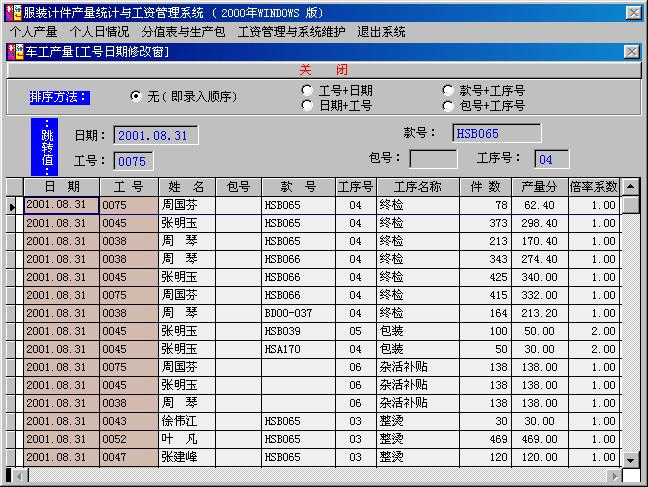 服装计件产量统计与工资管理系统 ( 2000年WINDOWS 版)
个人产量 个人日情况 分值表与生产包 工资管理与系统维护 退出系统
车工产量[工号日期修改窗]
关 闭
排序方法: 无( 即录入顺序) 工号+日期 款号+工序号
日期+工号 包号+工序号
:跳转值: 日期: 2001.08.31 款号: HSB065
工号: 0075 包号: 工序号: 04
日 期 工 号 姓 名 包号 款 号 工序号 工序名称 件 数 产量分 倍率系数
2001.08.31 0075 周国芬 HSB065 04 终检 78 62.40 1.00
2001.08.31 0045 张明玉 HSB065 04 终检 373 298.40 1.00
2001.08.31 0038 周 琴 HSB065 04 终检 213 170.40 1.00
2001.08.31 0038 周 琴 HSB066 04 终检 343 274.40 1.00
2001.08.31 0045 张明玉 HSB066 04 终检 425 340.00 1.00
2001.08.31 0075 周国芬 HSB066 04 终检 415 332.00 1.00
2001.08.31 0038 周 琴 BD00-037 04 终检 164 213.20 1.00
2001.08.31 0045 张明玉 HSB039 05 包装 100 50.00 2.00
2001.08.31 0045 张明玉 HSA170 04 包装 50 30.00 2.00
2001.08.31 0075 周国芬 06 杂活补贴 138 138.00 1.00
2001.08.31 0045 张明玉 06 杂活补贴 138 138.00 1.00
2001.08.31 0038 周 琴 06 杂活补贴 138 138.00 1.00
2001.08.31 0043 徐伟江 HSB065 03 整烫 30 30.00 1.00
2001.08.31 0052 叶 凡 HSB065 03 整烫 469 469.00 1.00
2001.08.31 0047 张建峰 HSB065 03 整烫 120 120.00 1.00